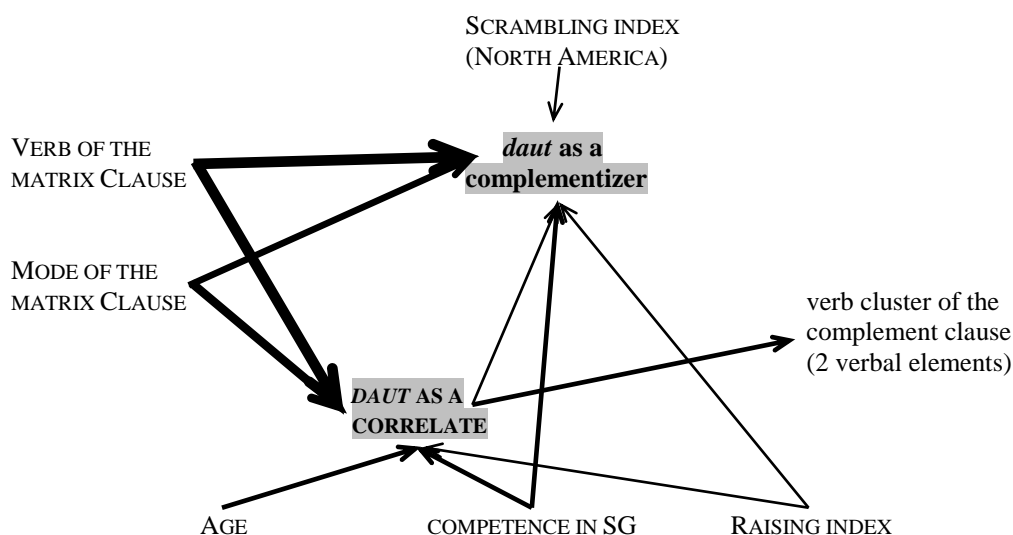 SCRAMBLING INDEX
(NORTH AMERICA)
daut as a
complementizer
VERB OF THE
MATRIX CLAUSE
MODE OF THE
MATRIX CLAUSE
verb cluster of the
complement clause
(2 verbal elements)
DAUT AS A
CORRELATE
AGE
COMPETENCE IN SG
RAISING INDEX